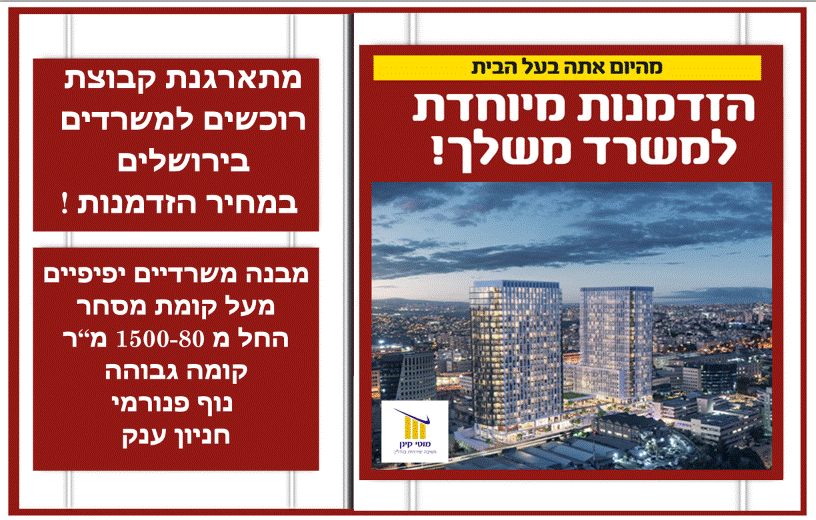 מהיום אתה בעל הבית
הזדמנות מיוחדת
למשרד משלך!
מוטי קינן
מתארגנת קבוצת
רוכשים למשרדים
בירושלים
במחיר הזדמנות !
מבנה משרדיים יפיפיים
מעל קומת מסחר
החל מ 1500-80 מ“ר
קומה גבוהה
נוף פנורמי
חניון ענק